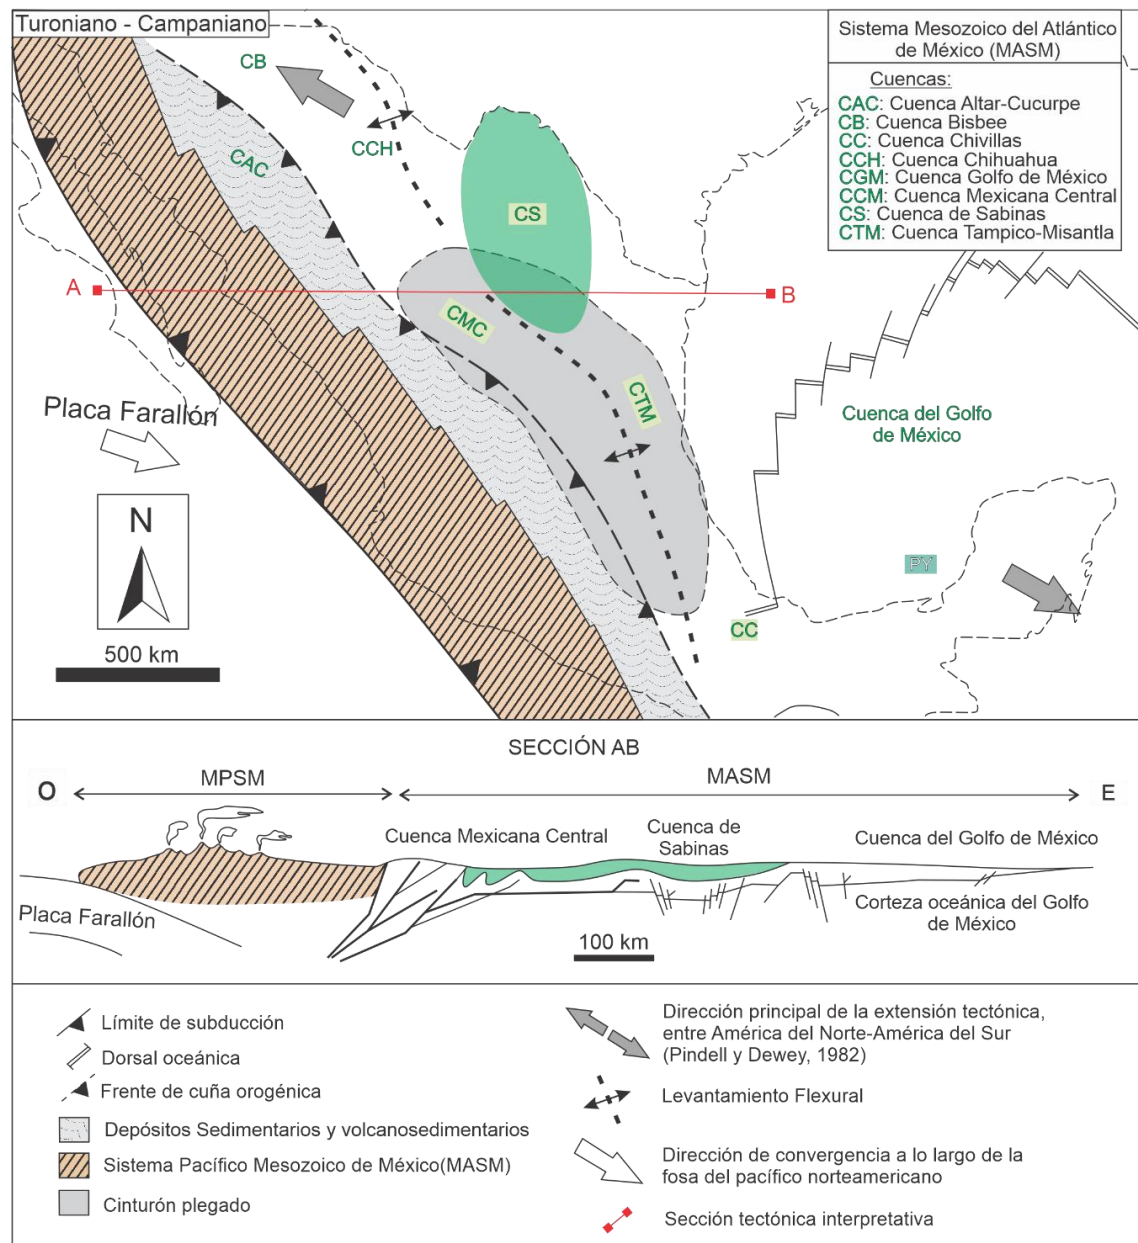 Turoniano - Campaniano
Sistema Mesozoico del Atlántico
de México (MASM)
Cuencas:
CAC: Cuenca Altar-Cucurpe
CB: Cuenca Bisbee
CC: Cuenca Chivillas
CCH: Cuenca Chihuahua
CGM: Cuenca Golfo de México
CCM: Cuenca Mexicana Central
CS: Cuenca de Sabinas
CTM: Cuenca Tampico-Misantla
CB
CCH
CAC
CS
A
B
CMC
CTM
Placa Farallón
Cuenca del Golfo
de México
N
PY
CC
500 km
SECCIÓN AB
MPSM
MASM
O
E
Cuenca Mexicana Central
Cuenca de
Sabinas
Cuenca del Golfo de México
Placa Farallón
Corteza oceánica del Golfo
de México
100 km
Límite de subducción
Dorsal oceánica
Frente de cuña orogénica
Depósitos Sedimentarios y volcanosedimentarios
Sistema Pacífico Mesozoico de México(MASM)
Cinturón plegado
Dirección principal de la extensión tectónica,
entre América del Norte-América del Sur
(Pindell y Dewey, 1982)
Levantamiento Flexural
Dirección de convergencia a lo largo de la
fosa del pacífico norteamericano
Sección tectónica interpretativa